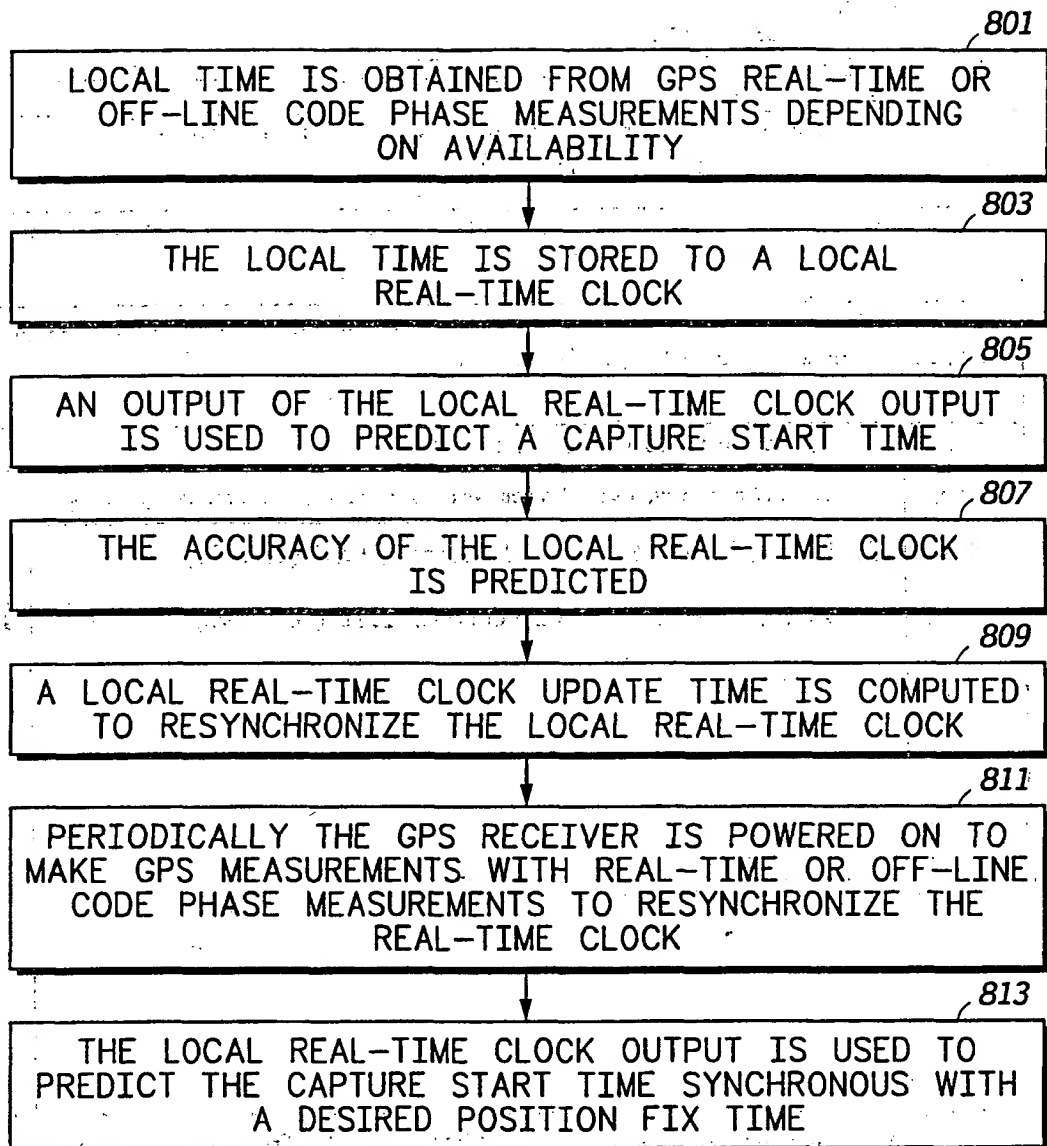 801
LOCAL TIME IS OBTAINED FROM GPS REAL-TIME OR
OFF-LINE CODE PHASE MEASUREMENTS DEPENDING
ON AVAILABILITY
803
THE LOCAL TIME IS STORED TO A LOCAL
REAL-TIME CLOCK
805
AN OUTPUT OF THE LOCAL REAL-TIME CLOCK OUTPUT
IS USED TO PREDICT A CAPTURE START TIME
807
THE ACCURACY OF THE LOCAL REAL-TIME CLOCK
IS PREDICTED
809
A LOCAL REAL-TIME CLOCK UPDATE TIME IS COMPUTED
TO RESYNCHRONIZE THE LOCAL REAL-TIME CLOCK
811
PERIODICALLY THE GPS RECEIVER IS POWERED ON TO
MAKE GPS MEASUREMENTS WITH REAL-TIME OR OFF-LINE
CODE PHASE MEASUREMENTS TO RESYNCHRONIZE THE
REAL-TIME CLOCK
813
THE LOCAL REAL-TIME CLOCK OUTPUT IS USED TO
PREDICT THE CAPTURE START TIME SYNCHRONOUS WITH
A DESIRED POSITION FIX TIME